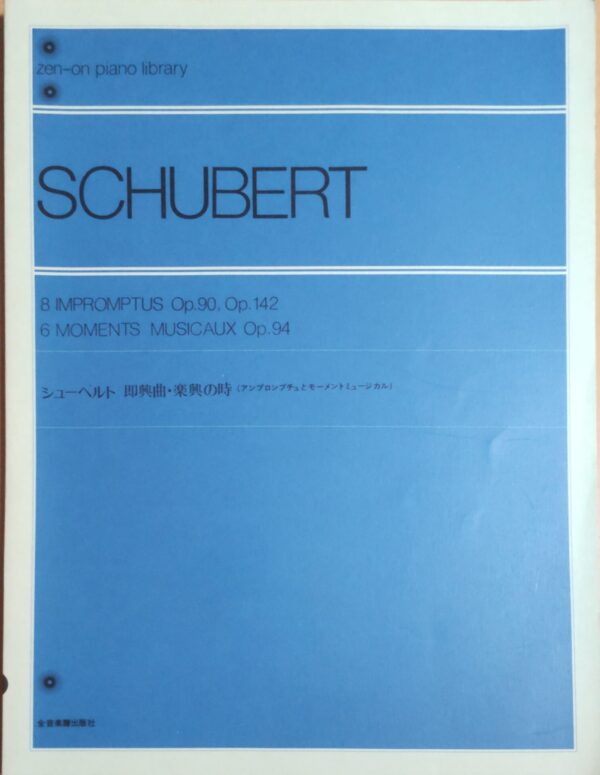 zen-on piano library
SCHUBERT
8 IMPROMPTUS Op.90, Op.142
6 MOMENTS MUSICAUX Op.94
シューベルト 即興曲・楽興の時 (アンプロンプチュとモーメントミュージカル)
全音楽譜出版社